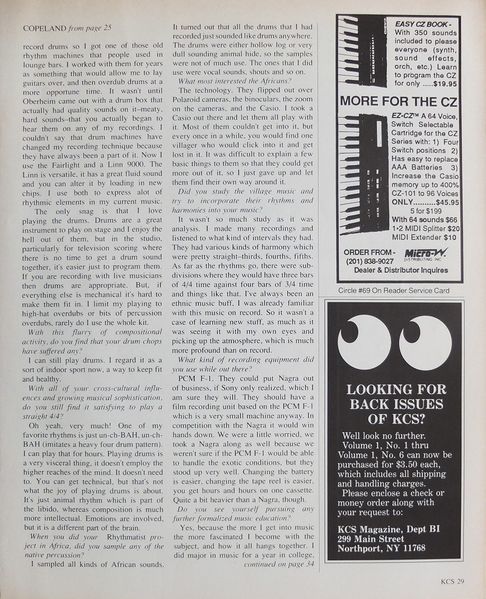 COPELAND from page 25
record drums so I got one of those old
rhythm machines that people used in
lounge bars. I worked with them for years
as something that would allow me to lay
guitars over, and then overdub drums at a
more opportune time. It wasn't until
Oberheim came out with a drum box that
actually had quality sounds on it–meaty,
hard sounds–that you actually began to
hear them on any of my recordings. I
couldn't say that drum machines have
changed my recording technique because
they have always been a part of it. Now I
use the Fairlight and a Linn 9000. The
Linn is versatile, it has a great fluid sound
and you can alter it by loading in new
chips. I use both to express alot of
rhythmic elements in my current music.
The only snag is that I love
playing the drums. Drums are a great
instrument to play on stage and I enjoy the
hell out of them, but in the studio,
particularly for television scoring where
there is no time to get a drum sound
together, it's easier just to program them.
If you are recording with live musicians
then drums are appropriate. But, if
everything else is mechanical it's hard to
make them fit in. I limit my playing to
high-hat overdubs or bits of percussion
overdubs, rarely do I use the whole kit.
With this flurry of compositional
activity, do you find that your drum chops
have suffered any?
I can still play drums. I regard it as a
sort of indoor sport now, a way to keep fit
and healthy.
With all of your cross-cultural influ-
ences and growing musical sophistication,
do you still find it satisfying to play a
straight 4/4?
Oh yeah, very much! One of my
favorite rhythms is just un-ch-BAH, un-ch-
BAH (imitates a heavy four drum pattern).
I can play that for hours. Playing drums is
a very visceral thing, it doesn't employ the
higher reaches of the mind. It doesn't need
to. You can get technical, but that's not
what the joy of playing drums is about.
It's just animal rhythm which is part of
the libido, whereas composition is much
more intellectual. Emotions are involved,
but it is a different part of the brain.
When you did your Rhythmatist pro-
ject in Africa, did you sample any of the
native percussion?
I sampled all kinds of African sounds.
It turned out that all the drums that I had
recorded just sounded like drums anywhere.
The drums were either hollow log or very
dull sounding animal hide, so the samples
were not of much use. The ones that I did
use were vocal sounds, shouts and so on.
What most interested the Africans?
The technology. They flipped out over
Polaroid cameras, the binoculars, the zoom
on the cameras, and the Casio. I took a
Casio out there and let them all play with
it. Most of them couldn't get into it, but
every once in a while, you would find one
villager who would click into it and get
lost in it. It was difficult to explain a few
basic things to them so that they could get
more out of it, so I just gave up and let
them find their own way around it.
Did you study the village music and
try to incorporate their rhythms and
harmonies into your music?
It wasn't so much study as it was
analysis. I made many recordings and
listened to what kind of intervals they had.
They had various kinds of harmony which
were pretty straight–thirds, fourths, fifths.
As far as the rhythms go, there were sub-
divisions where they would have three bars
of 4/4 time against four bars of 3/4 time
and things like that. I've always been an
ethnic music buff, I was already familiar
with this music on record. So it wasn't a
case of learning new stuff, as much as it
was seeing it with my own eyes and
picking up the atmosphere, which is much
more profound than on record.
What kind of recording equipment did
you use while out there?
PCM F-1. They could put Nagra out
of business, if Sony only realized, which I
am sure they will. They should have a
film recording unit based on the PCM F-1
which is a very small machine anyway. In
competition with the Nagra it would win
hands down. We were a little worried, we
took a Nagra along as well because we
weren't sure if the PCM F-1 would be able
to handle the exotic conditions, but they
stood up very well. Changing the battery
is easier, changing the tape reel is easier,
you get hours and hours on one cassette.
Quite a bit heavier than a Nagra, though.
Do you see yourself pursuing any
further formalized music education?
Yes, because the more I get into music
the more fascinated I become with the
subject, and how it all hangs together. I
did major in music for a year in college,
continued on page 34
EASY CZ BOOK -
With 350 sounds
included to please
everyone (synth,
sound effects,
orch, etc.) Learn
to program the CZ
for only .....$19.95
MORE FOR THE CZ
EZ-CZ™ A 64 Voice,
Switch Selectable
Cartridge for the CZ
Series with: 1) Four
Switch positions 2)
Has easy to replace
AAA Batteries 3)
Increase the Casio
memory up to 400%
CZ-101 to 96 Voices
ONLY..........$45.95
5 for $199
With 64 sounds $66
1-2 MIDI Splitter $20
MIDI Extender $10
ORDER FROM-
(201) 838-9027
MICRO-W
DISTRIBUTING INC
Dealer & Distributor Inquires
Circle #69 On Reader Service Card
LOOKING FOR
BACK ISSUES
OF KCS?
Well look no further.
Volume 1, No. 1 thru
Volume 1, No. 6 can now be
purchased for $3.50 each,
which includes all shipping
and handling charges.
Please enclose a check or
money order along with
your request to:
KCS Magazine, Dept BI
299 Main Street
Northport, NY 11768
KCS 29